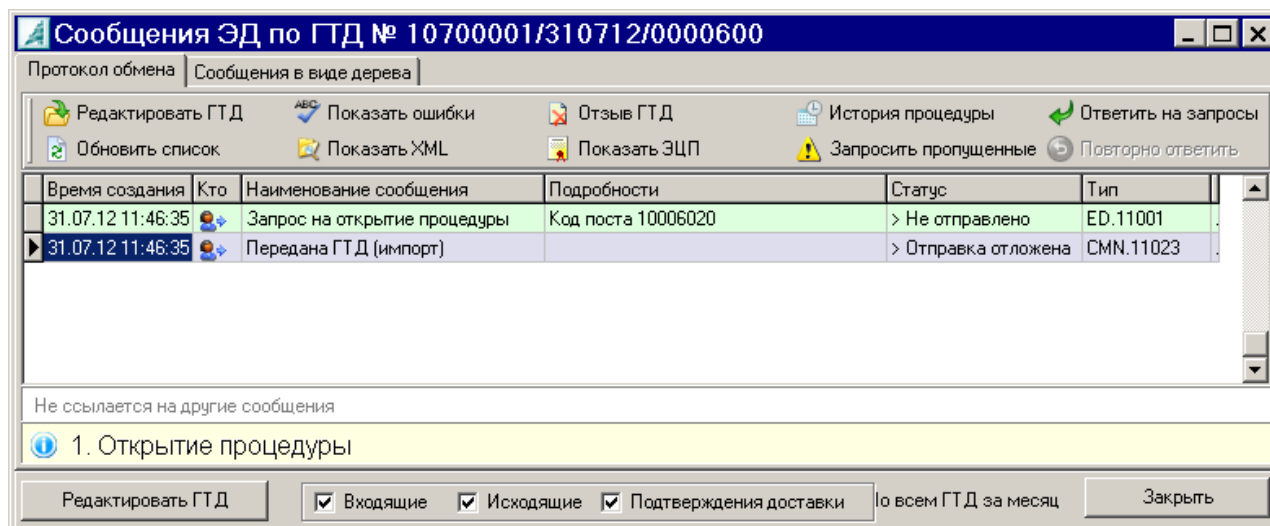 Сообщения ЭД по ГТД № 10700001/310712/0000600
Протокол обмена Сообщения в виде дерева
Редактировать ГТД Показать ошибки Отзыв ГТД История процедуры Ответить на запросы
Обновить список Показать XML Показать ЭЦП Запросить пропущенные Повторно ответить
Время создания Кто Наименование сообщения Подробности Статус Тип
31.07.12 11:46:35 Запрос на открытие процедуры Код поста 10006020 > Не отправлено ED.11001
31.07.12 11:46:35 Передана ГТД (импорт) > Отправка отложена CMN.11023
Не ссылается на другие сообщения
1. Открытие процедуры
Редактировать ГТД Входящие Исходящие Подтверждения доставки о всем ГТД за месяц Закрыть